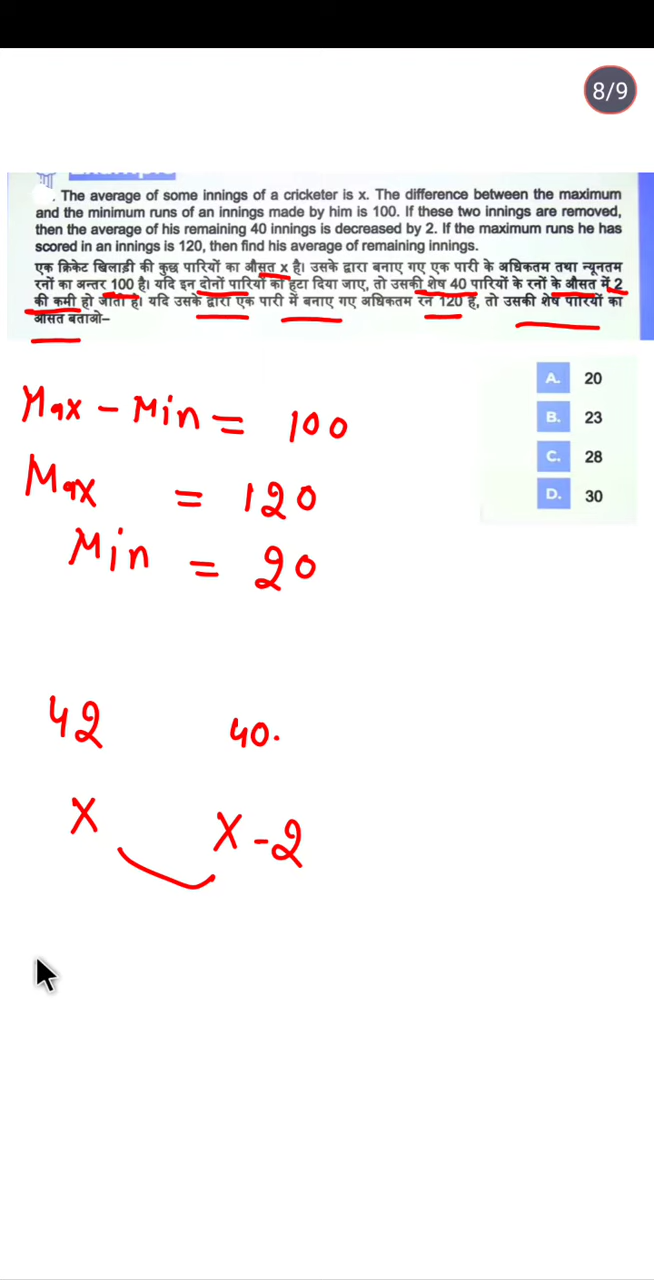 8/9
. The average of some innings of a cricketer is x. The difference between the maximum
and the minimum runs of an innings made by him is 100. If these two innings are removed,
then the average of his remaining 40 innings is decreased by 2. If the maximum runs he has
scored in an innings is 120, then find his average of remaining innings.
एक क्रिकेट खिलाड़ी की कुछ पारियों का औसत x है। उसके द्वारा बनाए गए एक पारी के अधिकतम तथा न्यूनतम
रनों का अन्तर 100 है। यदि इन दोनों पारियों को हटा दिया जाए, तो उसकी शेष 40 पारियों के रनों के औसत में 2
की कमी हो जाती है। यदि उसके द्वारा एक पारी में बनाए गए अधिकतम रन 120 है, तो उसकी शेष पारियों का
औसत बताओ–
A. 20
B. 23
C. 28
D. 30
Max - Min = 100
Max = 120
Min = 20
42 40.
x x-2